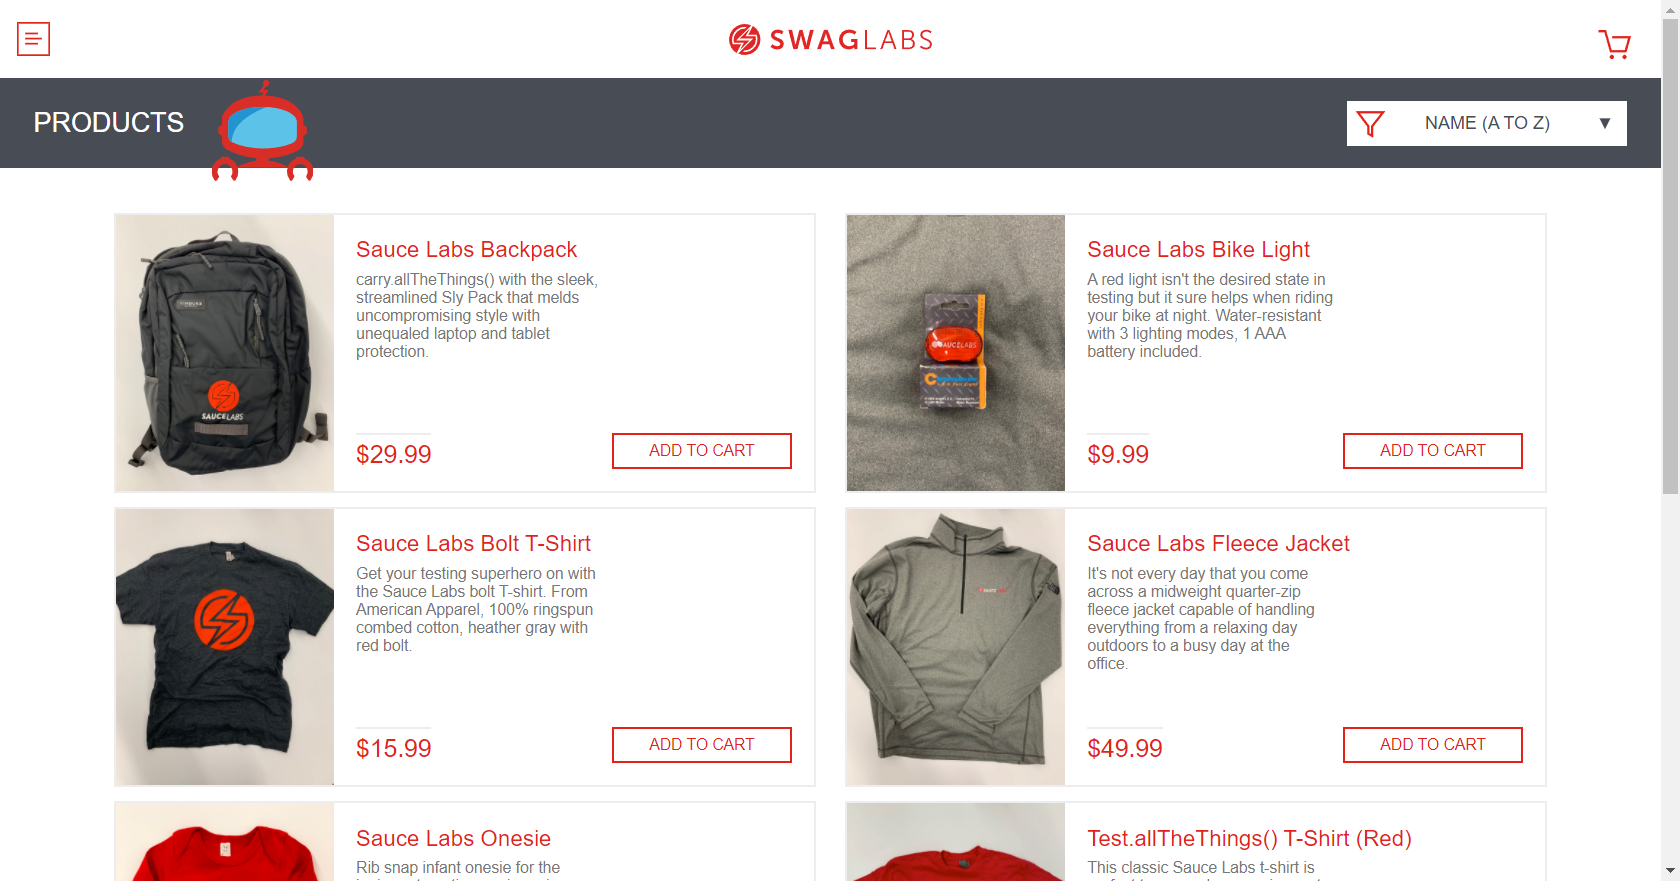 SWAGLABS
PRODUCTS
NAME (A TO Z)
Sauce Labs Backpack
carry.allTheThings() with the sleek,
streamlined Sly Pack that melds
uncompromising style with
unequaled laptop and tablet
protection.
$29.99
ADD TO CART
SAUCELABS
Sauce Labs Bike Light
A red light isn't the desired state in
testing but it sure helps when riding
your bike at night. Water-resistant
with 3 lighting modes, 1 AAA
battery included.
$9.99
ADD TO CART
SAUCELABS
Sauce Labs Bolt T-Shirt
Get your testing superhero on with
the Sauce Labs bolt T-shirt. From
American Apparel, 100% ringspun
combed cotton, heather gray with
red bolt.
$15.99
ADD TO CART
Sauce Labs Fleece Jacket
It's not every day that you come
across a midweight quarter-zip
fleece jacket capable of handling
everything from a relaxing day
outdoors to a busy day at the
office.
$49.99
ADD TO CART
Sauce Labs Onesie
Rib snap infant onesie for the
Test.allTheThings() T-Shirt (Red)
This classic Sauce Labs t-shirt is